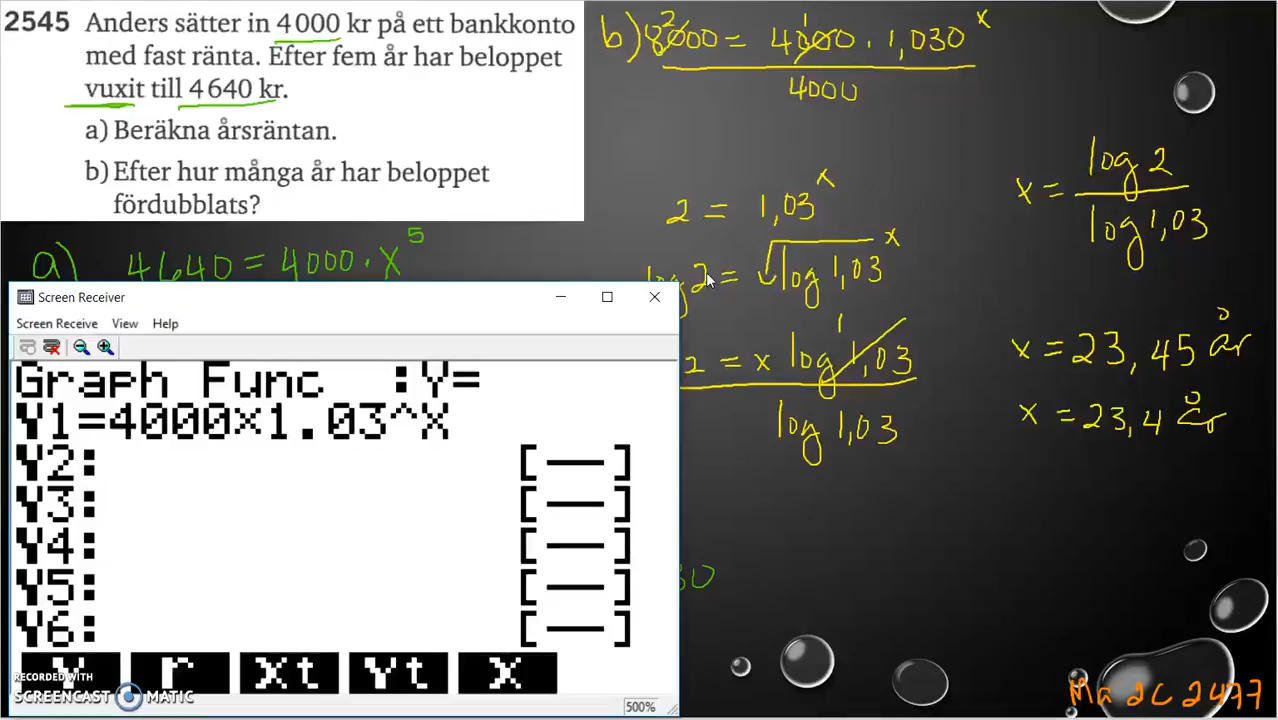 2545 Anders sätter in 4 000 kr på ett bankkonto
med fast ränta. Efter fem år har beloppet
vuxit till 4 640 kr.
a) Beräkna årsräntan.
b) Efter hur många år har beloppet
fördubblats?
a) 4640 = 4000 · x^5
Screen Receiver
Screen Receive View Help
Graph Func :Y=
Y1=4000×1.03^X
Y2: [—]
Y3: [—]
Y4: [—]
Y5: [—]
Y6: [—]
Y r Xt Yt X
RECORDED WITH
SCREENCAST MATIC
500%
b) 8000 = 4000 · 1,030^x
2 1
4000
2 = 1,03^x
log 2 = log 1,03^x
2 = x log 1,03
1
log 1,03
x = log 2
log 1,03
x = 23,45 år
x = 23,4 år
Ma 2C 2477